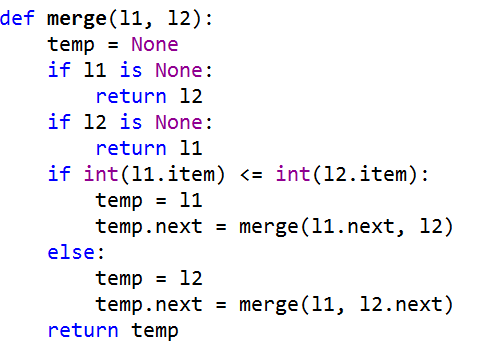 def merge(l1, l2):
    temp = None
    if l1 is None:
        return l2
    if l2 is None:
        return l1
    if int(l1.item) <= int(l2.item):
        temp = l1
        temp.next = merge(l1.next, l2)
    else:
        temp = l2
        temp.next = merge(l1, l2.next)
    return temp